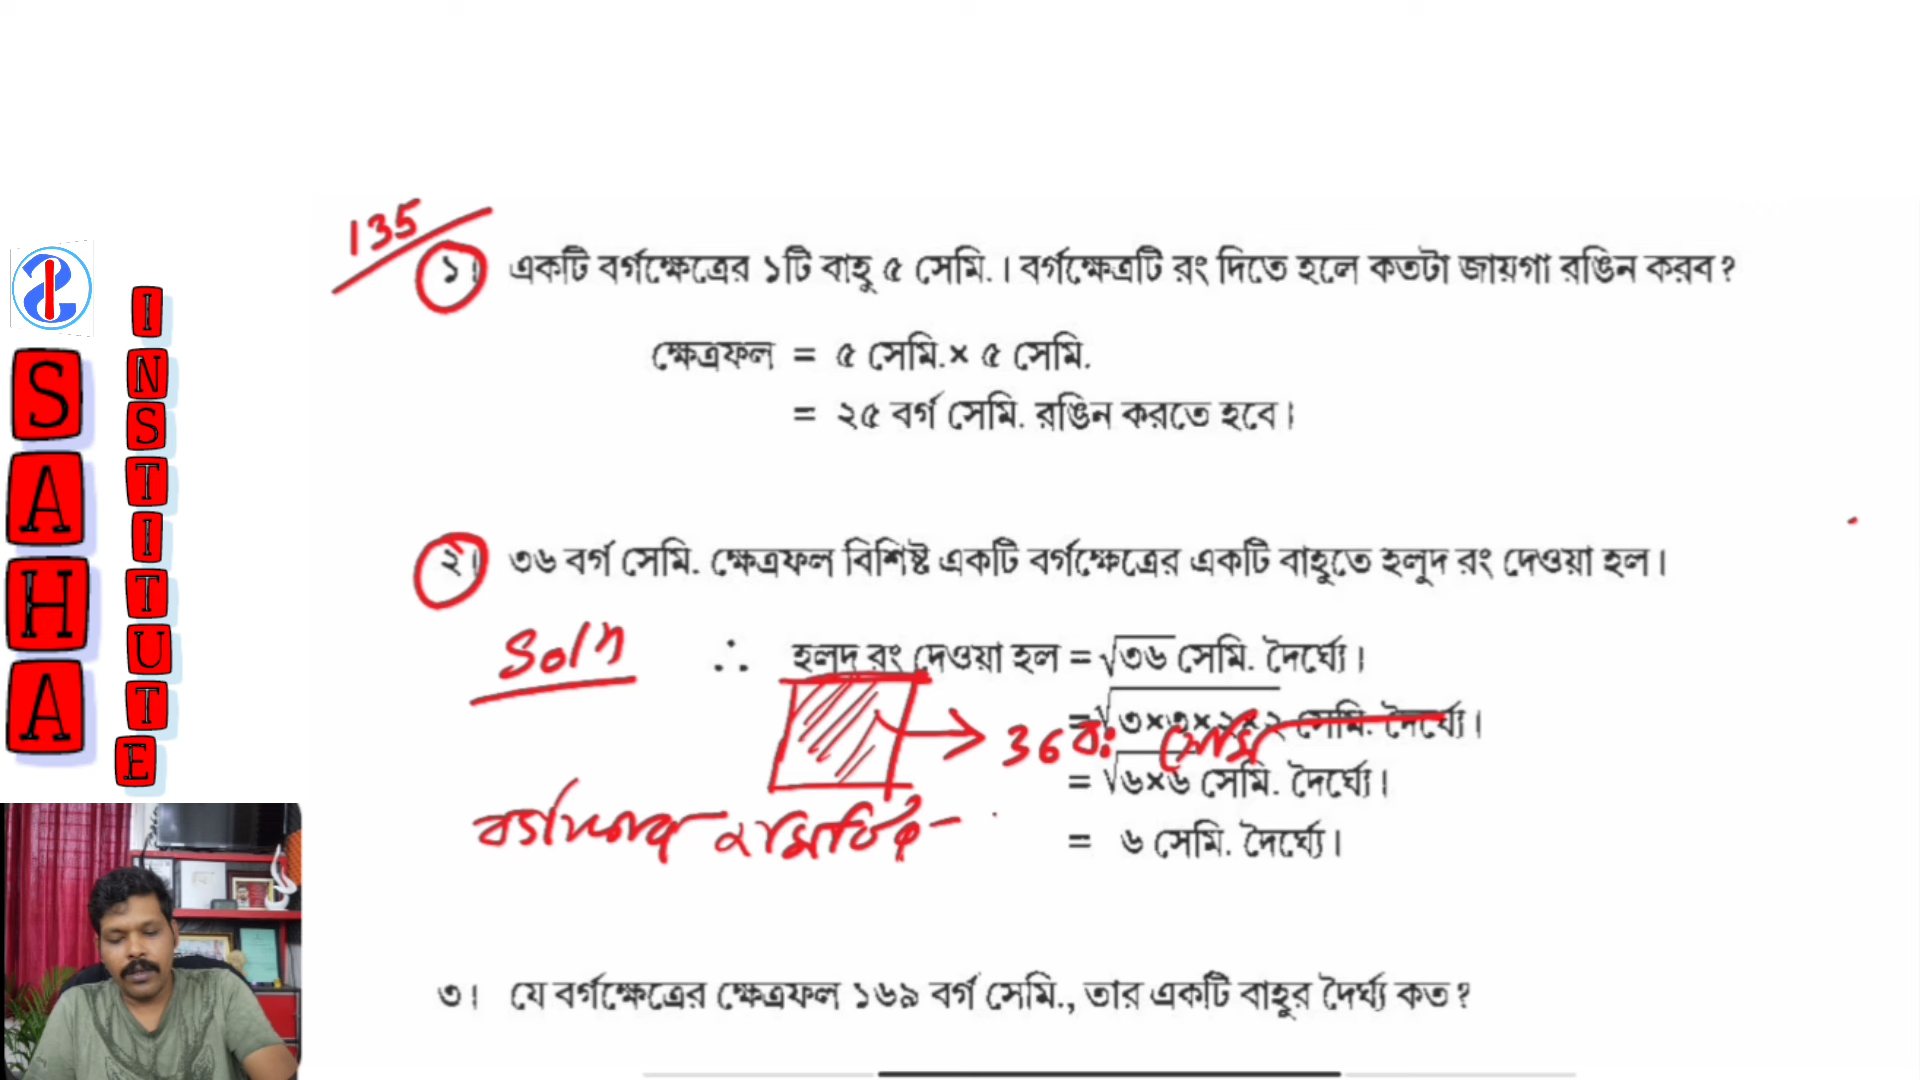 135
১। একটি বর্গক্ষেত্রের ১টি বাহু ৫ সেমি.। বর্গক্ষেত্রটি রং দিতে হলে কতটা জায়গা রঙিন করব?
ক্ষেত্রফল = ৫ সেমি.× ৫ সেমি.
= ২৫ বর্গ সেমি. রঙিন করতে হবে।
২। ৩৬ বর্গ সেমি. ক্ষেত্রফল বিশিষ্ট একটি বর্গক্ষেত্রের একটি বাহুতে হলুদ রং দেওয়া হল।
Soln
∴ হলুদ রং দেওয়া হল = √৩৬ সেমি. দৈর্ঘ্যে।
= √৩×৩×২×২ সেমি. দৈর্ঘ্যে।
36 বঃ সেমি
= √৬×৬ সেমি. দৈর্ঘ্যে।
= ৬ সেমি. দৈর্ঘ্যে।
৩। যে বর্গক্ষেত্রের ক্ষেত্রফল ১৬৯ বর্গ সেমি., তার একটি বাহুর দৈর্ঘ্য কত?
SAHA
INSTITUTE